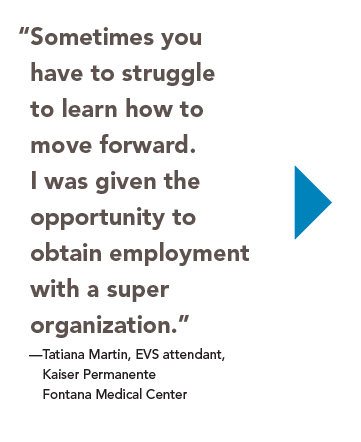 “Sometimes you
have to struggle
to learn how to
move forward.
I was given the
opportunity to
obtain employment
with a super
organization.”
—Tatiana Martin, EVS attendant,
Kaiser Permanente
Fontana Medical Center